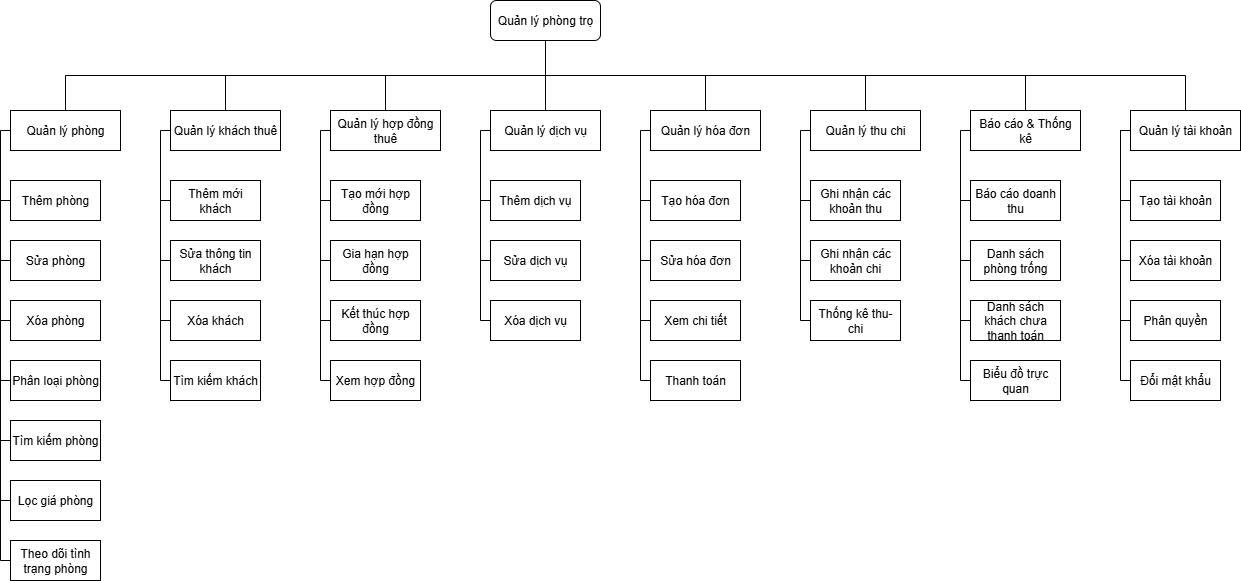 Quản lý phòng trọ
Quản lý phòng
Quản lý khách thuê
Quản lý hợp đồng
thuê
Quản lý dịch vụ
Quản lý hóa đơn
Quản lý thu chi
Báo cáo & Thống
kê
Quản lý tài khoản
Thêm phòng
Thêm mới
khách
Tạo mới hợp
đồng
Thêm dịch vụ
Tạo hóa đơn
Ghi nhận các
khoản thu
Báo cáo doanh
thu
Tạo tài khoản
Sửa phòng
Sửa thông tin
khách
Gia hạn hợp
đồng
Sửa dịch vụ
Sửa hóa đơn
Ghi nhận các
khoản chi
Danh sách
phòng trống
Xóa tài khoản
Xóa phòng
Xóa khách
Kết thúc hợp
đồng
Xóa dịch vụ
Xem chi tiết
Thống kê thu-
chi
Danh sách
khách chưa
thanh toán
Phân quyền
Phân loại phòng
Tìm kiếm khách
Xem hợp đồng
Thanh toán
Biểu đồ trực
quan
Đổi mật khẩu
Tìm kiếm phòng
Lọc giá phòng
Theo dõi tình
trạng phòng